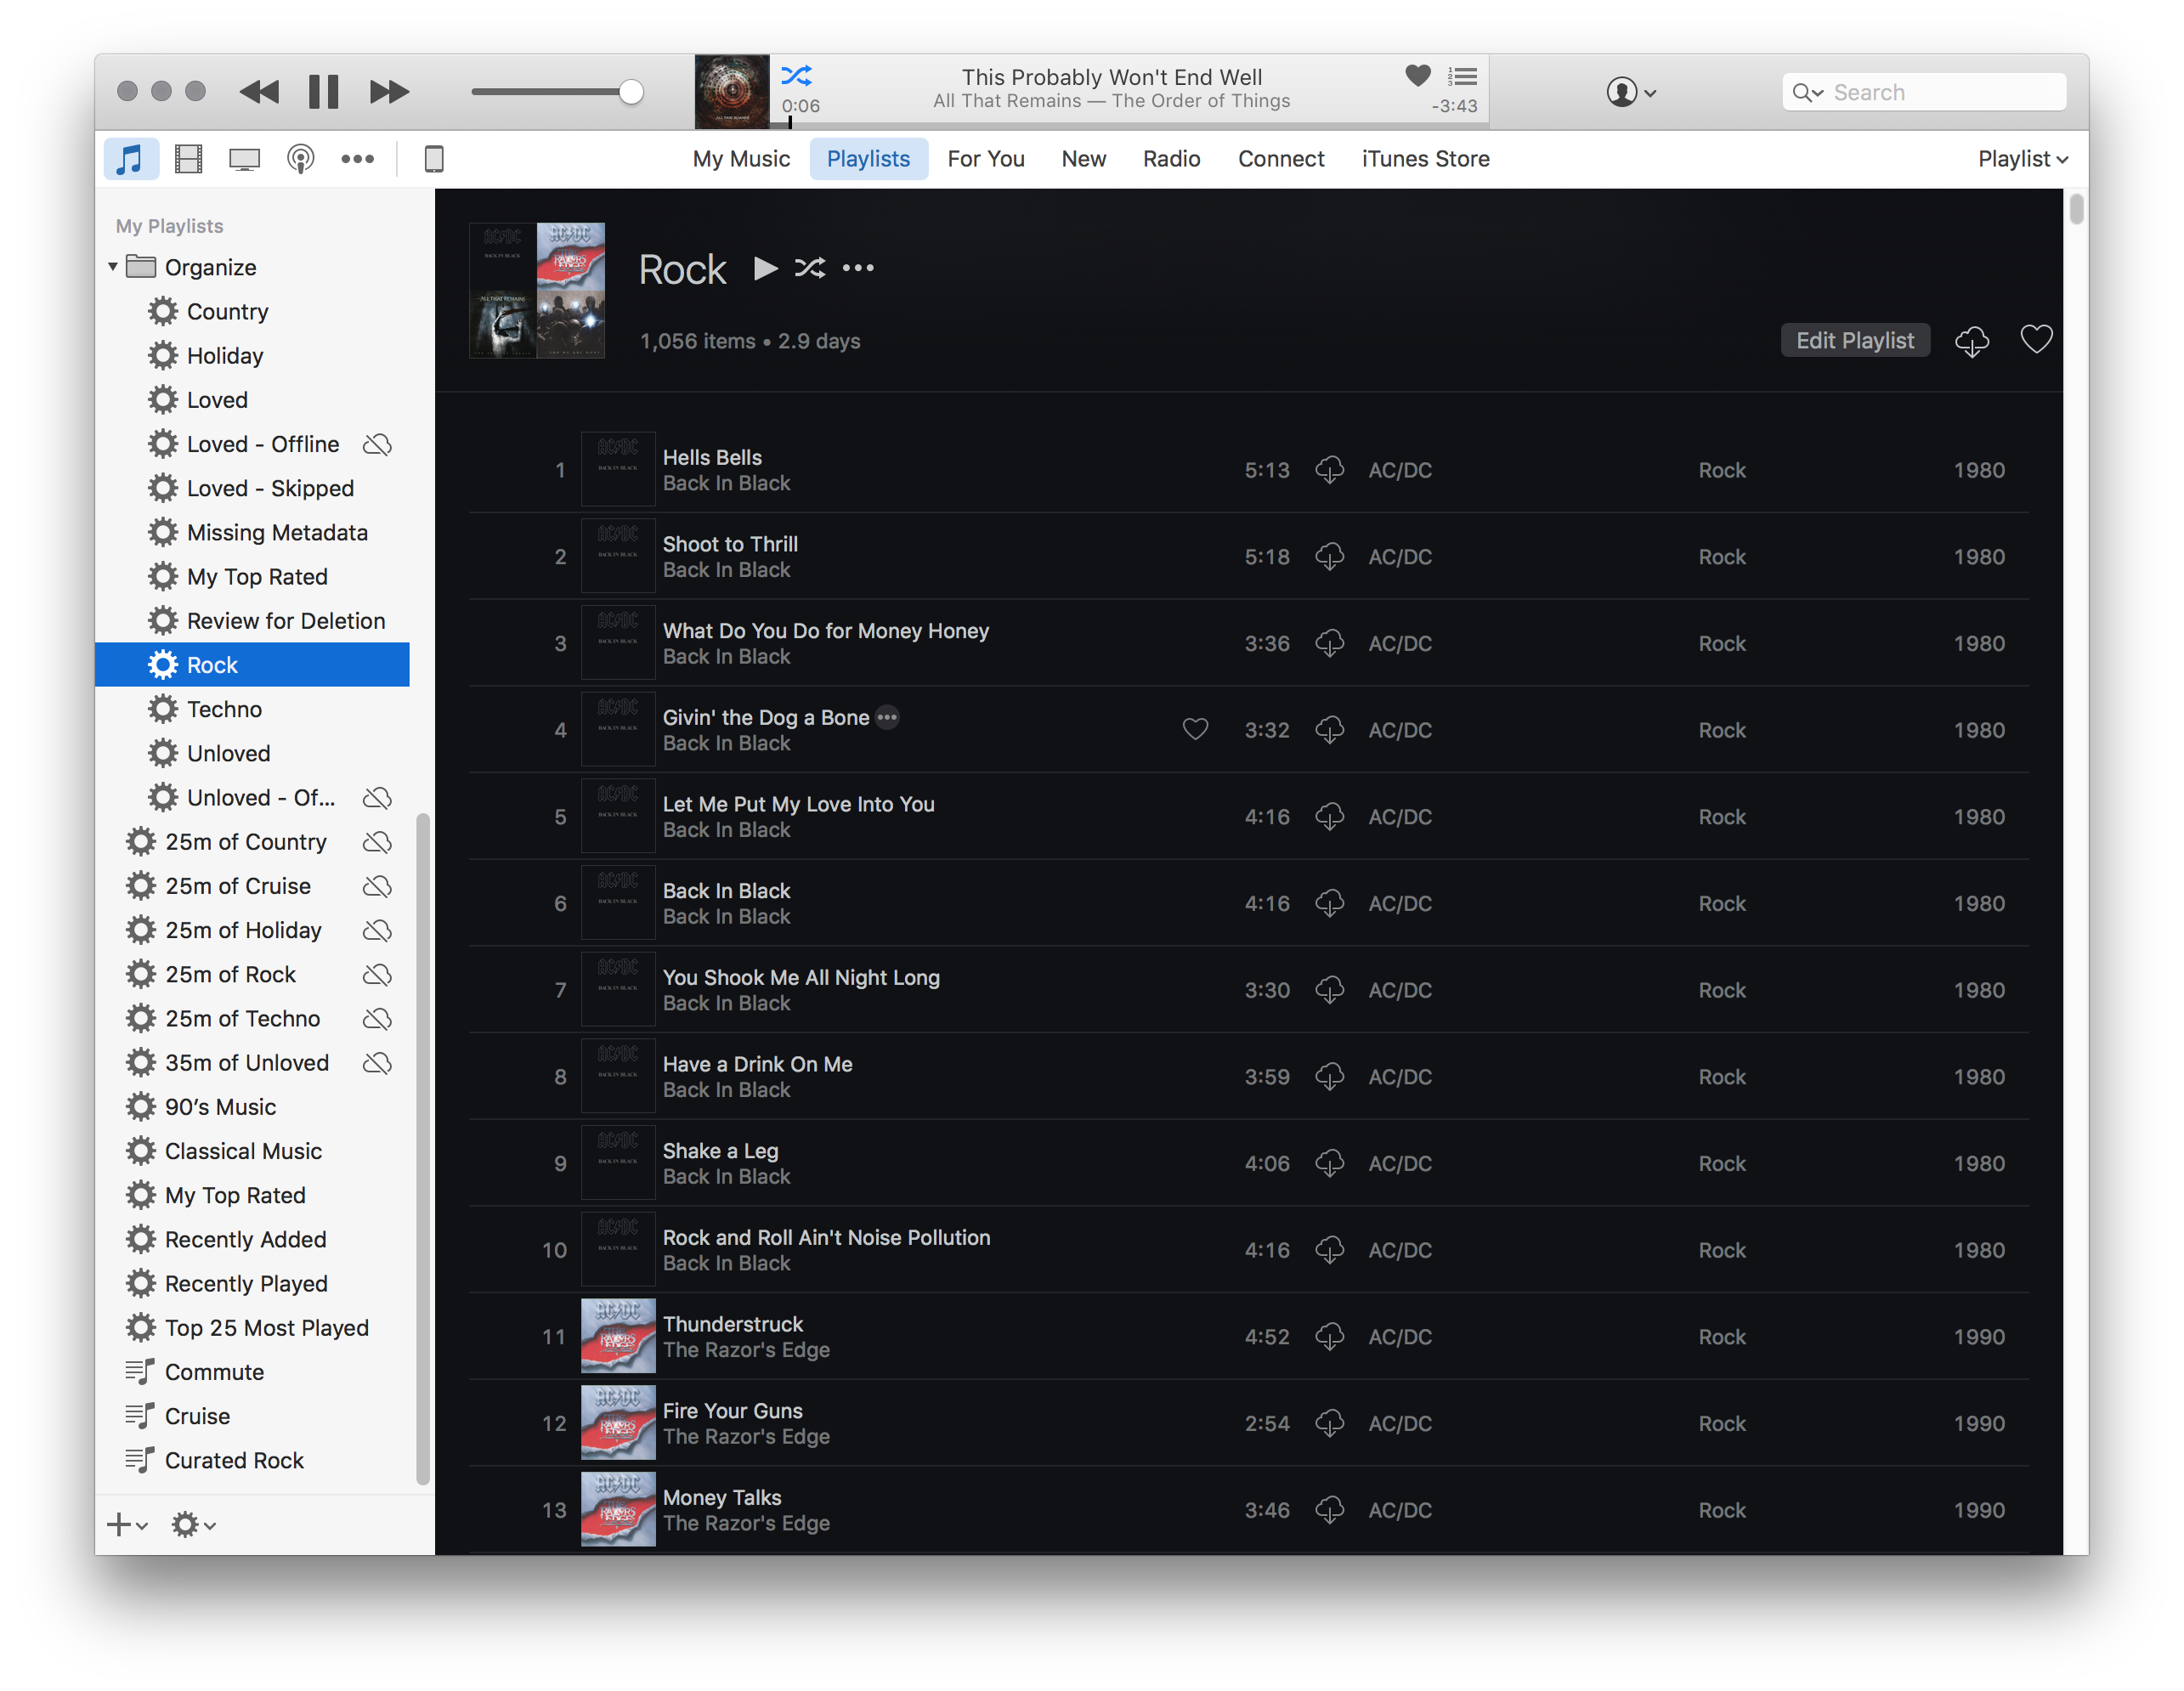 This Probably Won't End Well
All That Remains — The Order of Things
0:06
-3:43
Search
My Music
Playlists
For You
New
Radio
Connect
iTunes Store
Playlist
My Playlists
Organize
Country
Holiday
Loved
Loved - Offline
Loved - Skipped
Missing Metadata
My Top Rated
Review for Deletion
Rock
Techno
Unloved
Unloved - Of...
25m of Country
25m of Cruise
25m of Holiday
25m of Rock
25m of Techno
35m of Unloved
90’s Music
Classical Music
My Top Rated
Recently Added
Recently Played
Top 25 Most Played
Commute
Cruise
Curated Rock
Rock
1,056 items • 2.9 days
Edit Playlist
1 Hells Bells 5:13 AC/DC Rock 1980
Back In Black
2 Shoot to Thrill 5:18 AC/DC Rock 1980
Back In Black
3 What Do You Do for Money Honey 3:36 AC/DC Rock 1980
Back In Black
4 Givin' the Dog a Bone 3:32 AC/DC Rock 1980
Back In Black
5 Let Me Put My Love Into You 4:16 AC/DC Rock 1980
Back In Black
6 Back In Black 4:16 AC/DC Rock 1980
Back In Black
7 You Shook Me All Night Long 3:30 AC/DC Rock 1980
Back In Black
8 Have a Drink On Me 3:59 AC/DC Rock 1980
Back In Black
9 Shake a Leg 4:06 AC/DC Rock 1980
Back In Black
10 Rock and Roll Ain't Noise Pollution 4:16 AC/DC Rock 1980
Back In Black
11 Thunderstruck 4:52 AC/DC Rock 1990
The Razor's Edge
12 Fire Your Guns 2:54 AC/DC Rock 1990
The Razor's Edge
13 Money Talks 3:46 AC/DC Rock 1990
The Razor's Edge